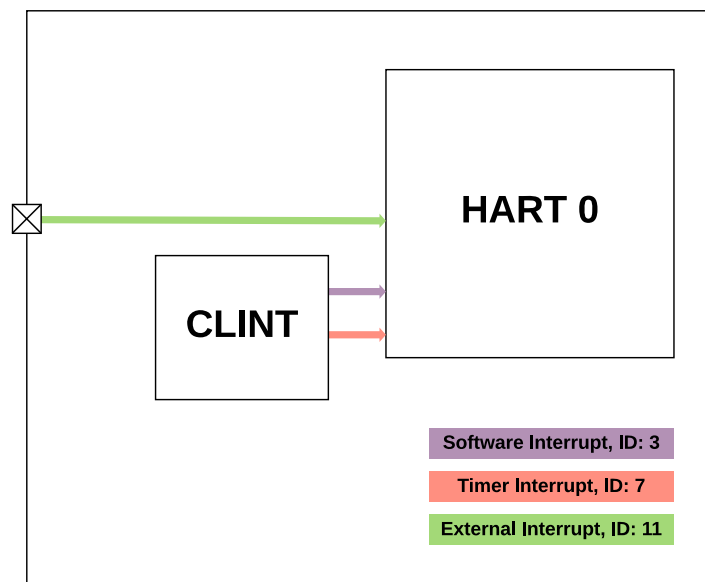 HART 0
CLINT
Software Interrupt, ID: 3
Timer Interrupt, ID: 7
External Interrupt, ID: 11